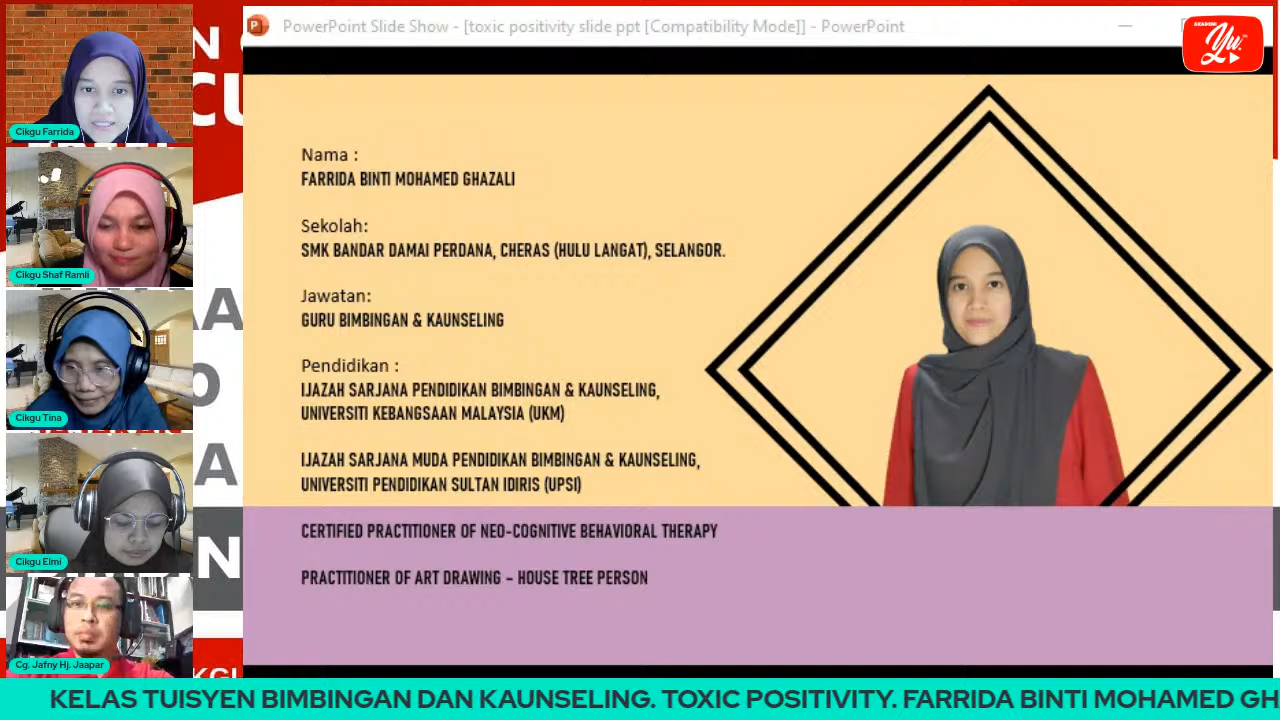 PowerPoint Slide Show - [toxic positivity slide ppt [Compatibility Mode]] - PowerPoint
AKADEMI
Yu
Nama :
FARRIDA BINTI MOHAMED GHAZALI
Sekolah:
SMK BANDAR DAMAI PERDANA, CHERAS (HULU LANGAT), SELANGOR.
Jawatan:
GURU BIMBINGAN & KAUNSELING
Pendidikan :
IJAZAH SARJANA PENDIDIKAN BIMBINGAN & KAUNSELING,
UNIVERSITI KEBANGSAAN MALAYSIA (UKM)
IJAZAH SARJANA MUDA PENDIDIKAN BIMBINGAN & KAUNSELING,
UNIVERSITI PENDIDIKAN SULTAN IDIRIS (UPSI)
CERTIFIED PRACTITIONER OF NEO-COGNITIVE BEHAVIORAL THERAPY
PRACTITIONER OF ART DRAWING – HOUSE TREE PERSON
Cikgu Farrida
Cikgu Shaf Ramli
Cikgu Tina
Cikgu Elmi
Cg. Jafny Hj. Jaapar
KELAS TUISYEN BIMBINGAN DAN KAUNSELING. TOXIC POSITIVITY. FARRIDA BINTI MOHAMED GH